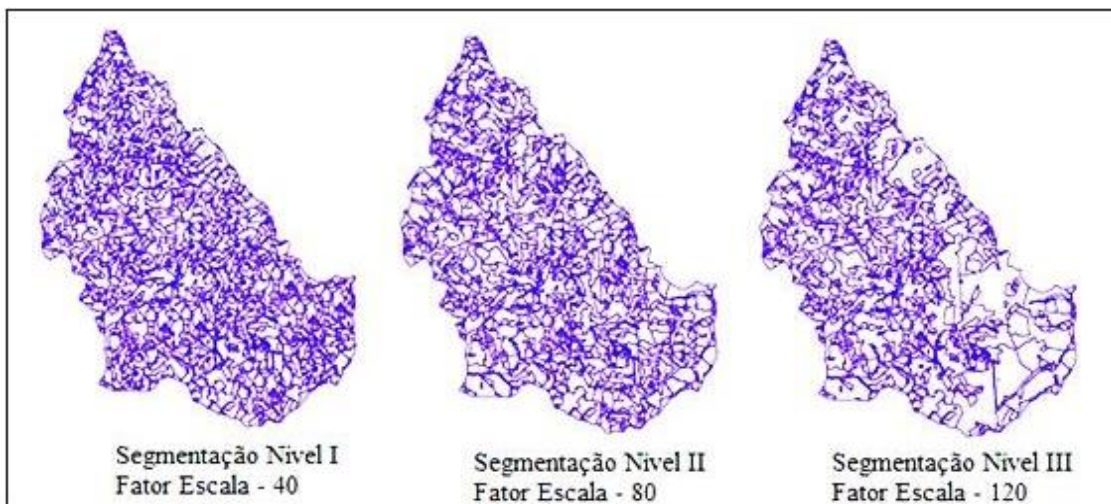 Segmentação Nivel I
Fator Escala - 40
Segmentação Nivel II
Fator Escala - 80
Segmentação Nivel III
Fator Escala - 120